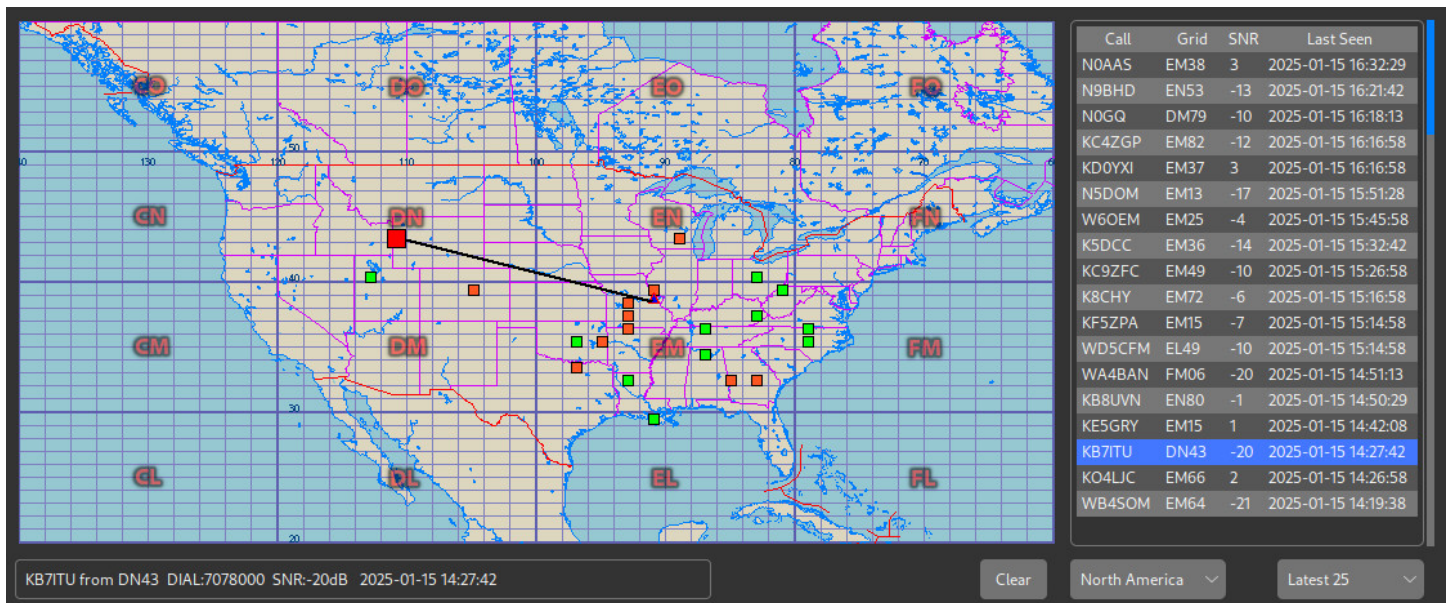 CO DO EO FO
50
130 120 110 100 90 80 70
CN DN EN FN
40
CM DM EM FM
30
CL DL EL FL
20
Call Grid SNR Last Seen
N0AAS EM38 3 2025-01-15 16:32:29
N9BHD EN53 -13 2025-01-15 16:21:42
N0GQ DM79 -10 2025-01-15 16:18:13
KC4ZGP EM82 -12 2025-01-15 16:16:58
KD0YXI EM37 3 2025-01-15 16:16:58
N5DOM EM13 -17 2025-01-15 15:51:28
W6OEM EM25 -4 2025-01-15 15:45:58
K5DCC EM36 -14 2025-01-15 15:32:42
KC9ZFC EM49 -10 2025-01-15 15:26:58
K8CHY EM72 -6 2025-01-15 15:16:58
KF5ZPA EM15 -7 2025-01-15 15:14:58
WD5CFM EL49 -10 2025-01-15 15:14:58
WA4BAN FM06 -20 2025-01-15 14:51:13
KB8UVN EN80 -1 2025-01-15 14:50:29
KE5GRY EM15 1 2025-01-15 14:42:08
KB7ITU DN43 -20 2025-01-15 14:27:42
KO4LJC EM66 2 2025-01-15 14:26:58
WB4SOM EM64 -21 2025-01-15 14:19:38
KB7ITU from DN43 DIAL:7078000 SNR:-20dB 2025-01-15 14:27:42
Clear
North America
Latest 25